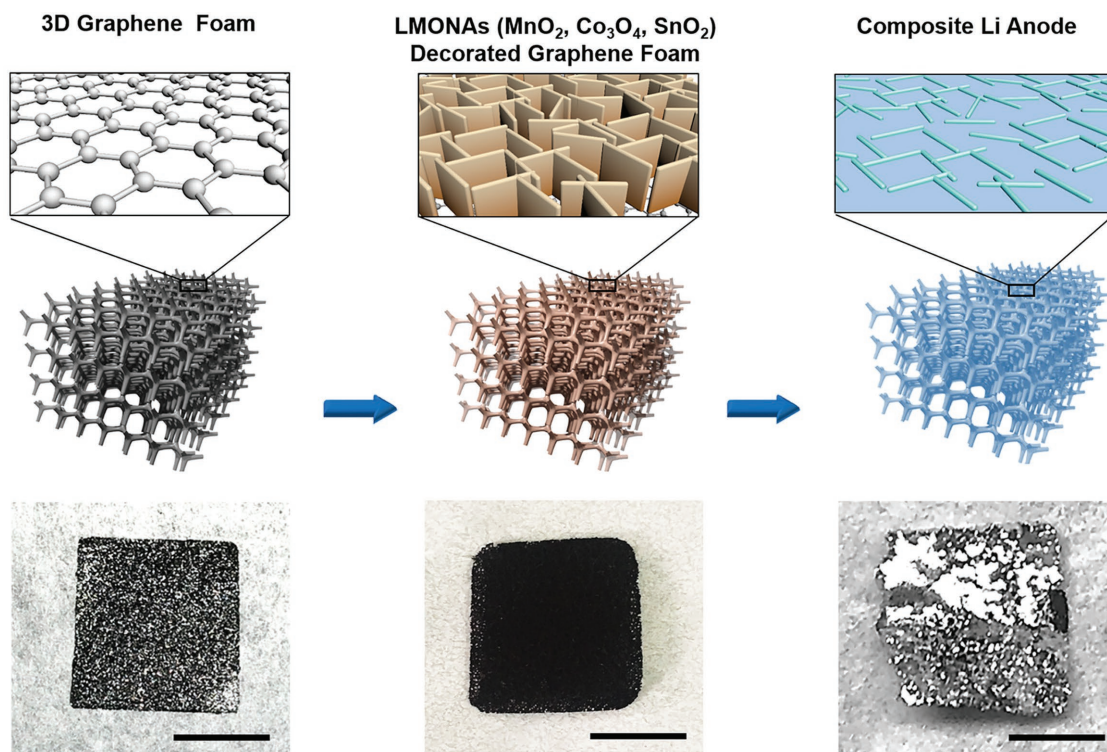 3D Graphene Foam
LMONAs (MnO₂, Co₃O₄, SnO₂)
Decorated Graphene Foam
Composite Li Anode